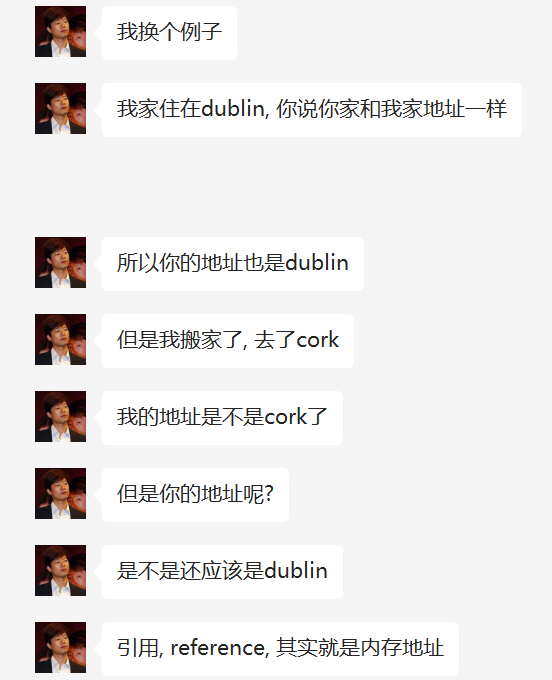 我换个例子
我家住在dublin, 你说你家和我家地址一样
所以你的地址也是dublin
但是我搬家了, 去了cork
我的地址是不是cork了
但是你的地址呢?
是不是还应该是dublin
引用, reference, 其实就是内存地址